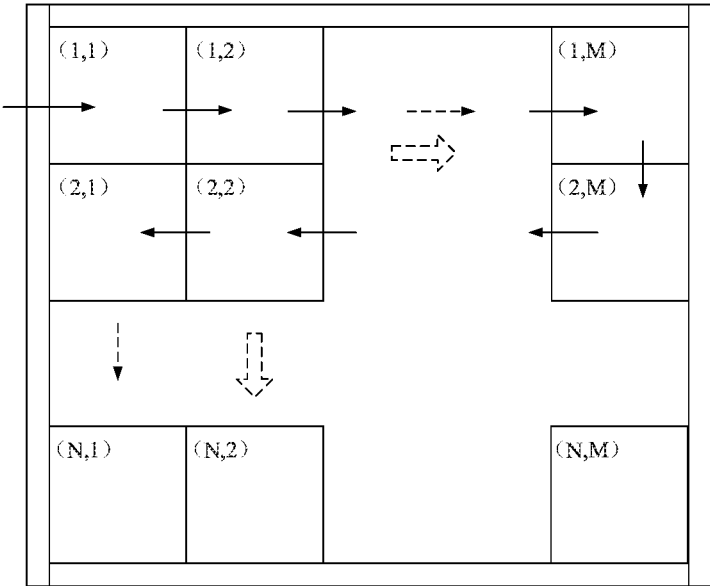 （1,1） （1,2） （1,M）
（2,1） （2,2） （2,M）
（N,1） （N,2） （N,M）